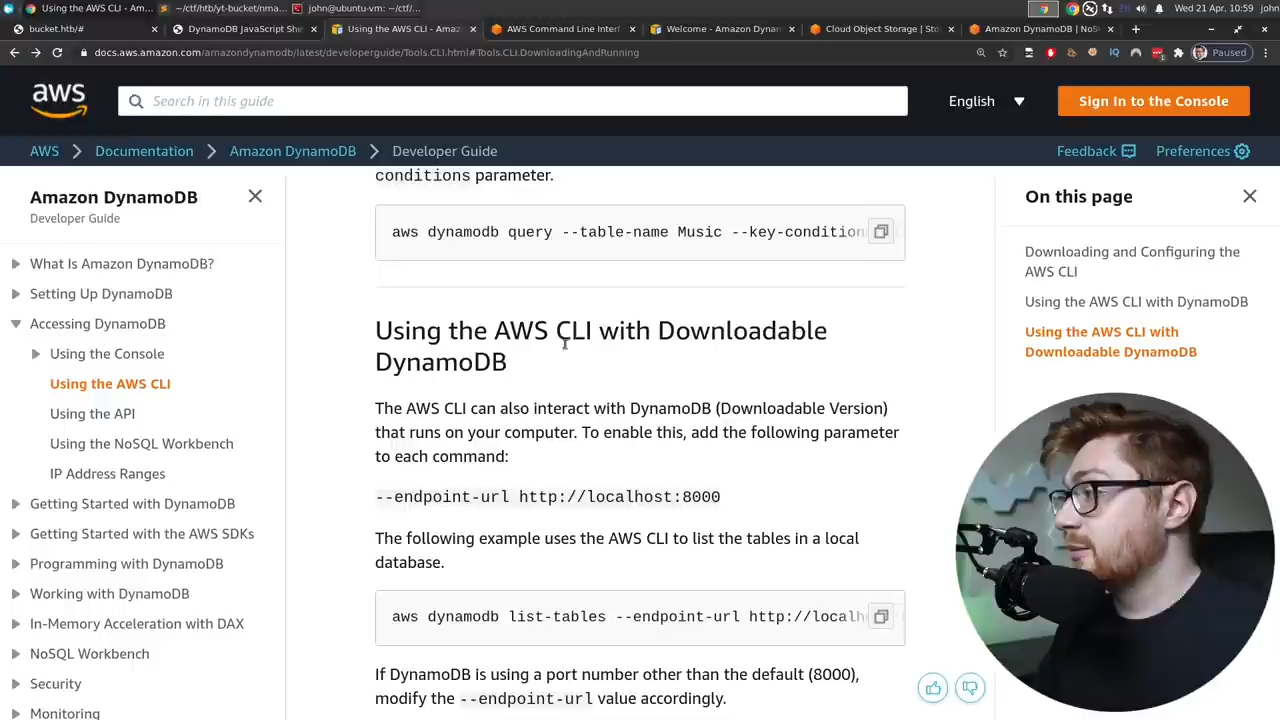 Using the AWS CLI - Am...
~/ctf/htb/yt-bucket/nma...
john@ubuntu-vm: ~/ctf/...
Wed 21 Apr, 10:59
john
bucket.htb/#
DynamoDB JavaScript She
Using the AWS CLI - Amaz
AWS Command Line Interf
Welcome - Amazon Dynam
Cloud Object Storage | Sto
Amazon DynamoDB | NoS
docs.aws.amazon.com/amazondynamodb/latest/developerguide/Tools.CLI.html#Tools.CLI.DownloadingAndRunning
Paused
aws
Search in this guide
English
Sign In to the Console
AWS
Documentation
Amazon DynamoDB
Developer Guide
Feedback
Preferences
Amazon DynamoDB
Developer Guide
What Is Amazon DynamoDB?
Setting Up DynamoDB
Accessing DynamoDB
Using the Console
Using the AWS CLI
Using the API
Using the NoSQL Workbench
IP Address Ranges
Getting Started with DynamoDB
Getting Started with the AWS SDKs
Programming with DynamoDB
Working with DynamoDB
In-Memory Acceleration with DAX
NoSQL Workbench
Security
Monitoring
conditions parameter.
aws dynamodb query --table-name Music --key-condition
Using the AWS CLI with Downloadable
DynamoDB
The AWS CLI can also interact with DynamoDB (Downloadable Version)
that runs on your computer. To enable this, add the following parameter
to each command:
--endpoint-url http://localhost:8000
The following example uses the AWS CLI to list the tables in a local
database.
aws dynamodb list-tables --endpoint-url http://localh
If DynamoDB is using a port number other than the default (8000),
modify the --endpoint-url value accordingly.
On this page
Downloading and Configuring the
AWS CLI
Using the AWS CLI with DynamoDB
Using the AWS CLI with
Downloadable DynamoDB